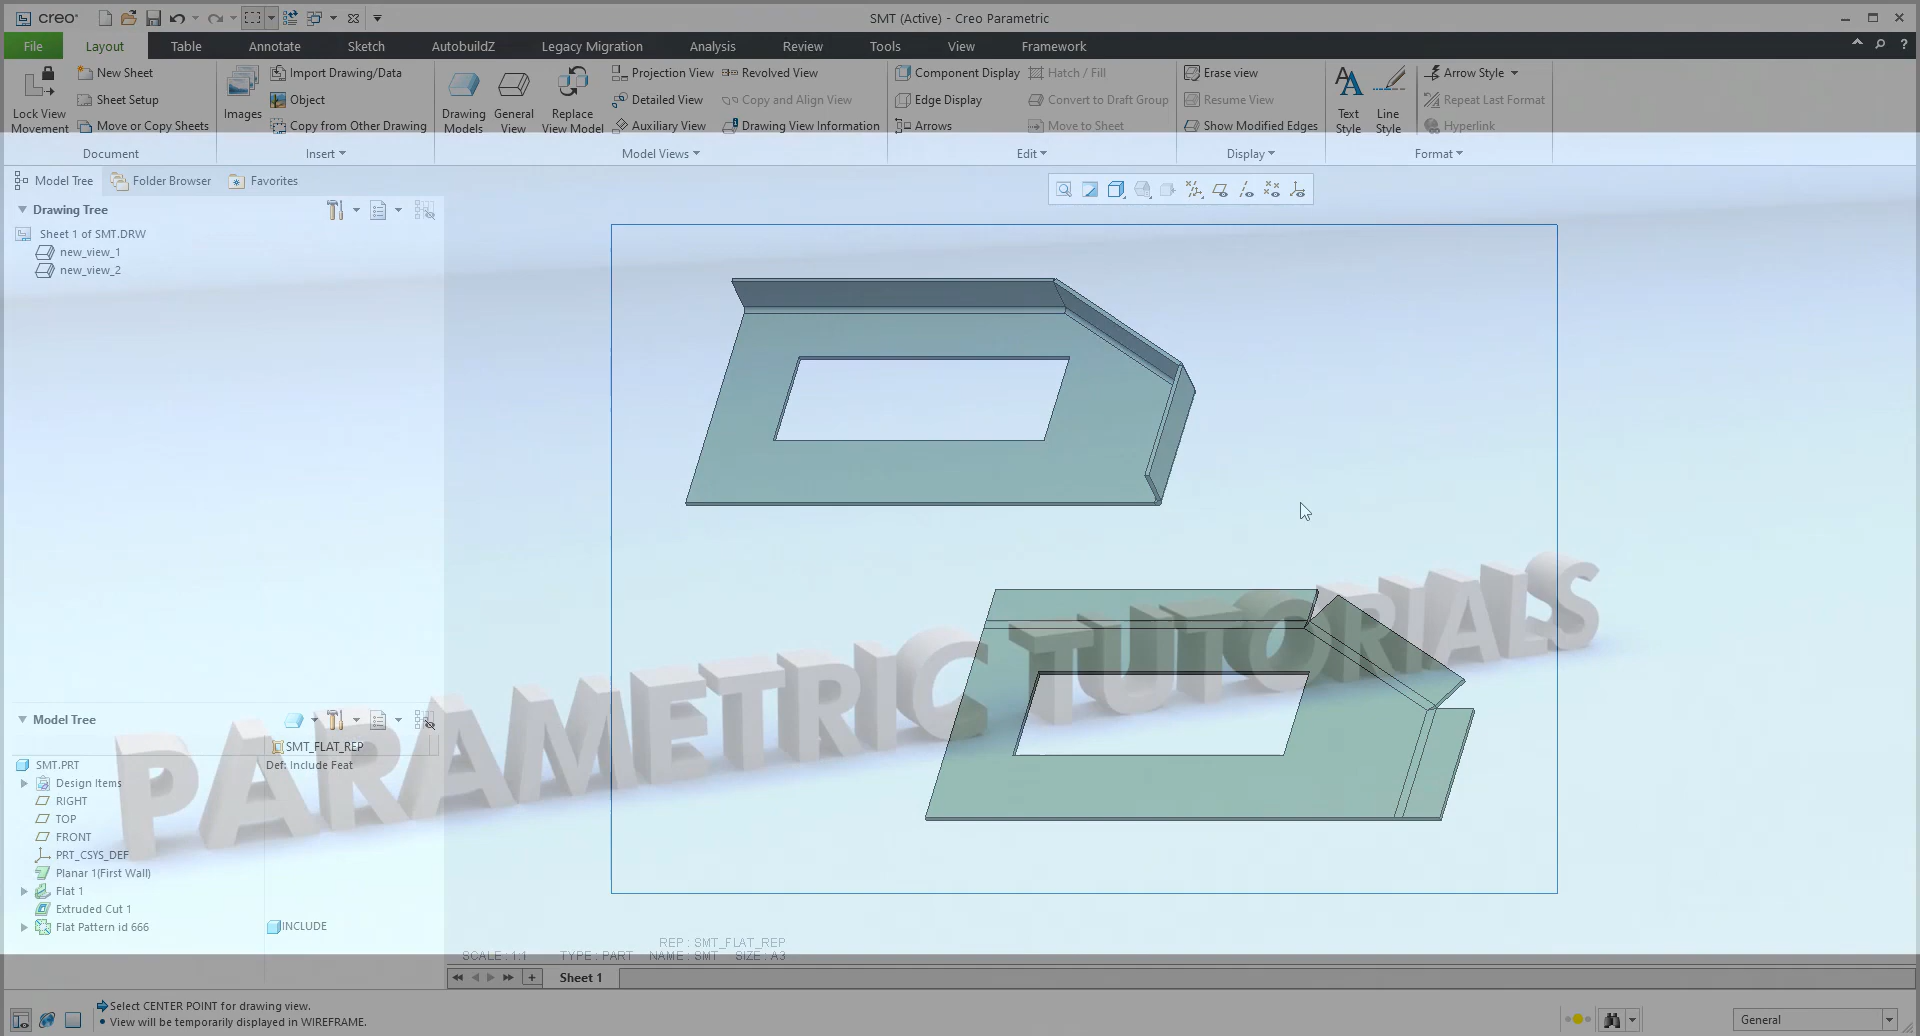 creo
SMT (Active) - Creo Parametric
File Layout Table Annotate Sketch AutobuildZ Legacy Migration Analysis Review Tools View Framework
Lock View Movement
New Sheet
Sheet Setup
Move or Copy Sheets
Document
Images
Import Drawing/Data
Object
Copy from Other Drawing
Insert
Drawing Models
General View
Replace View Model
Projection View
Detailed View
Auxiliary View
Revolved View
Copy and Align View
Drawing View Information
Model Views
Component Display
Edge Display
Arrows
Hatch / Fill
Convert to Draft Group
Move to Sheet
Edit
Erase view
Resume View
Show Modified Edges
Display
Text Style
Line Style
Arrow Style
Repeat Last Format
Hyperlink
Format
Model Tree Folder Browser Favorites
Drawing Tree
Sheet 1 of SMT.DRW
new_view_1
new_view_2
PARAMETRIC TUTORIALS
Model Tree
SMT_FLAT_REP
SMT.PRT Def: Include Feat
Design Items
RIGHT
TOP
FRONT
PRT_CSYS_DEF
Planar 1(First Wall)
Flat 1
Extruded Cut 1
Flat Pattern id 666 INCLUDE
REP : SMT_FLAT_REP
SCALE : 1:1 TYPE : PART NAME : SMT SIZE : A3
Sheet 1
Select CENTER POINT for drawing view.
• View will be temporarily displayed in WIREFRAME.
General